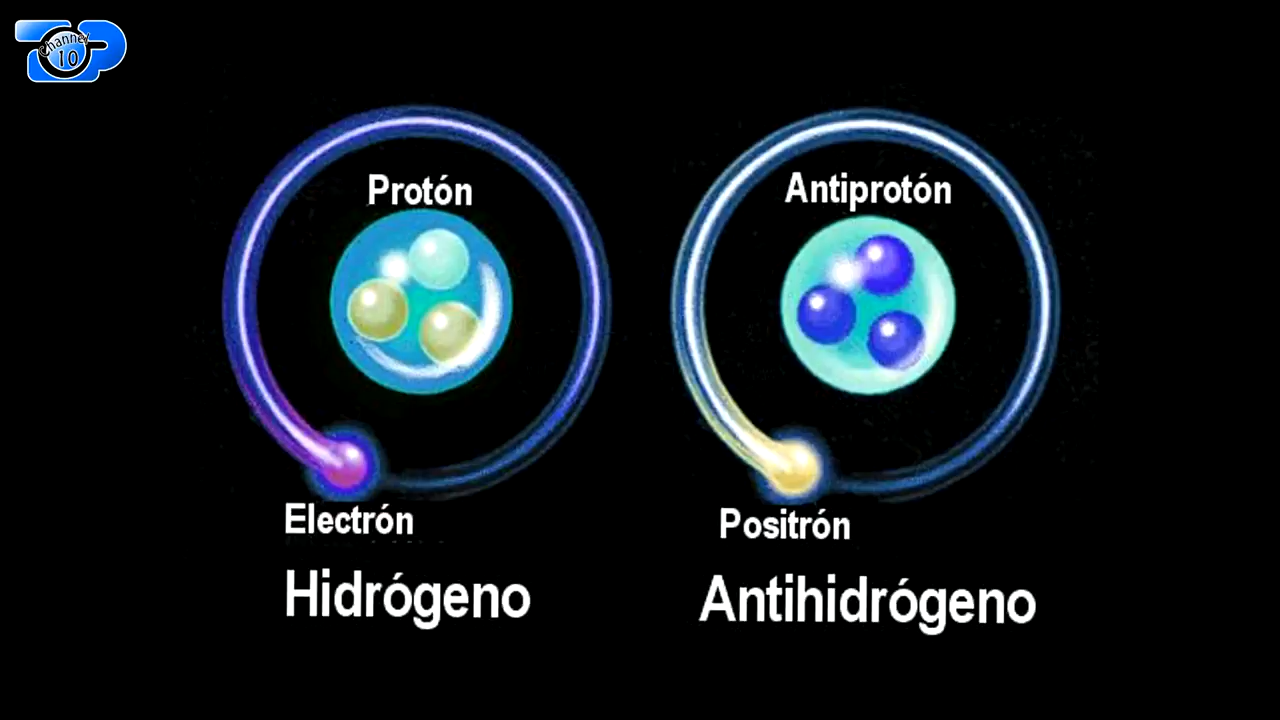 Channel
10
Protón
Antiprotón
Electrón
Positrón
Hidrógeno
Antihidrógeno